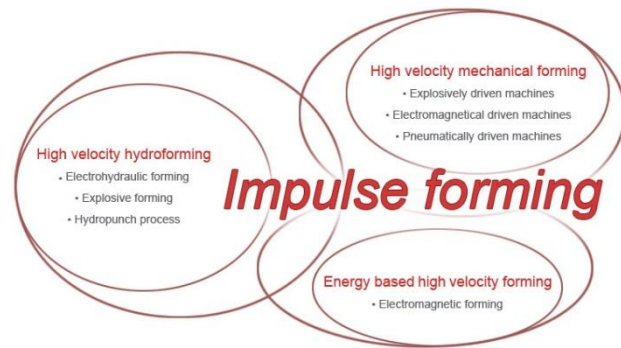 High velocity mechanical forming
• Explosively driven machines
• Electromagnetical driven machines
• Pneumatically driven machines
High velocity hydroforming
• Electrohydraulic forming
• Explosive forming
• Hydropunch process
Impulse forming
Energy based high velocity forming
• Electromagnetic forming